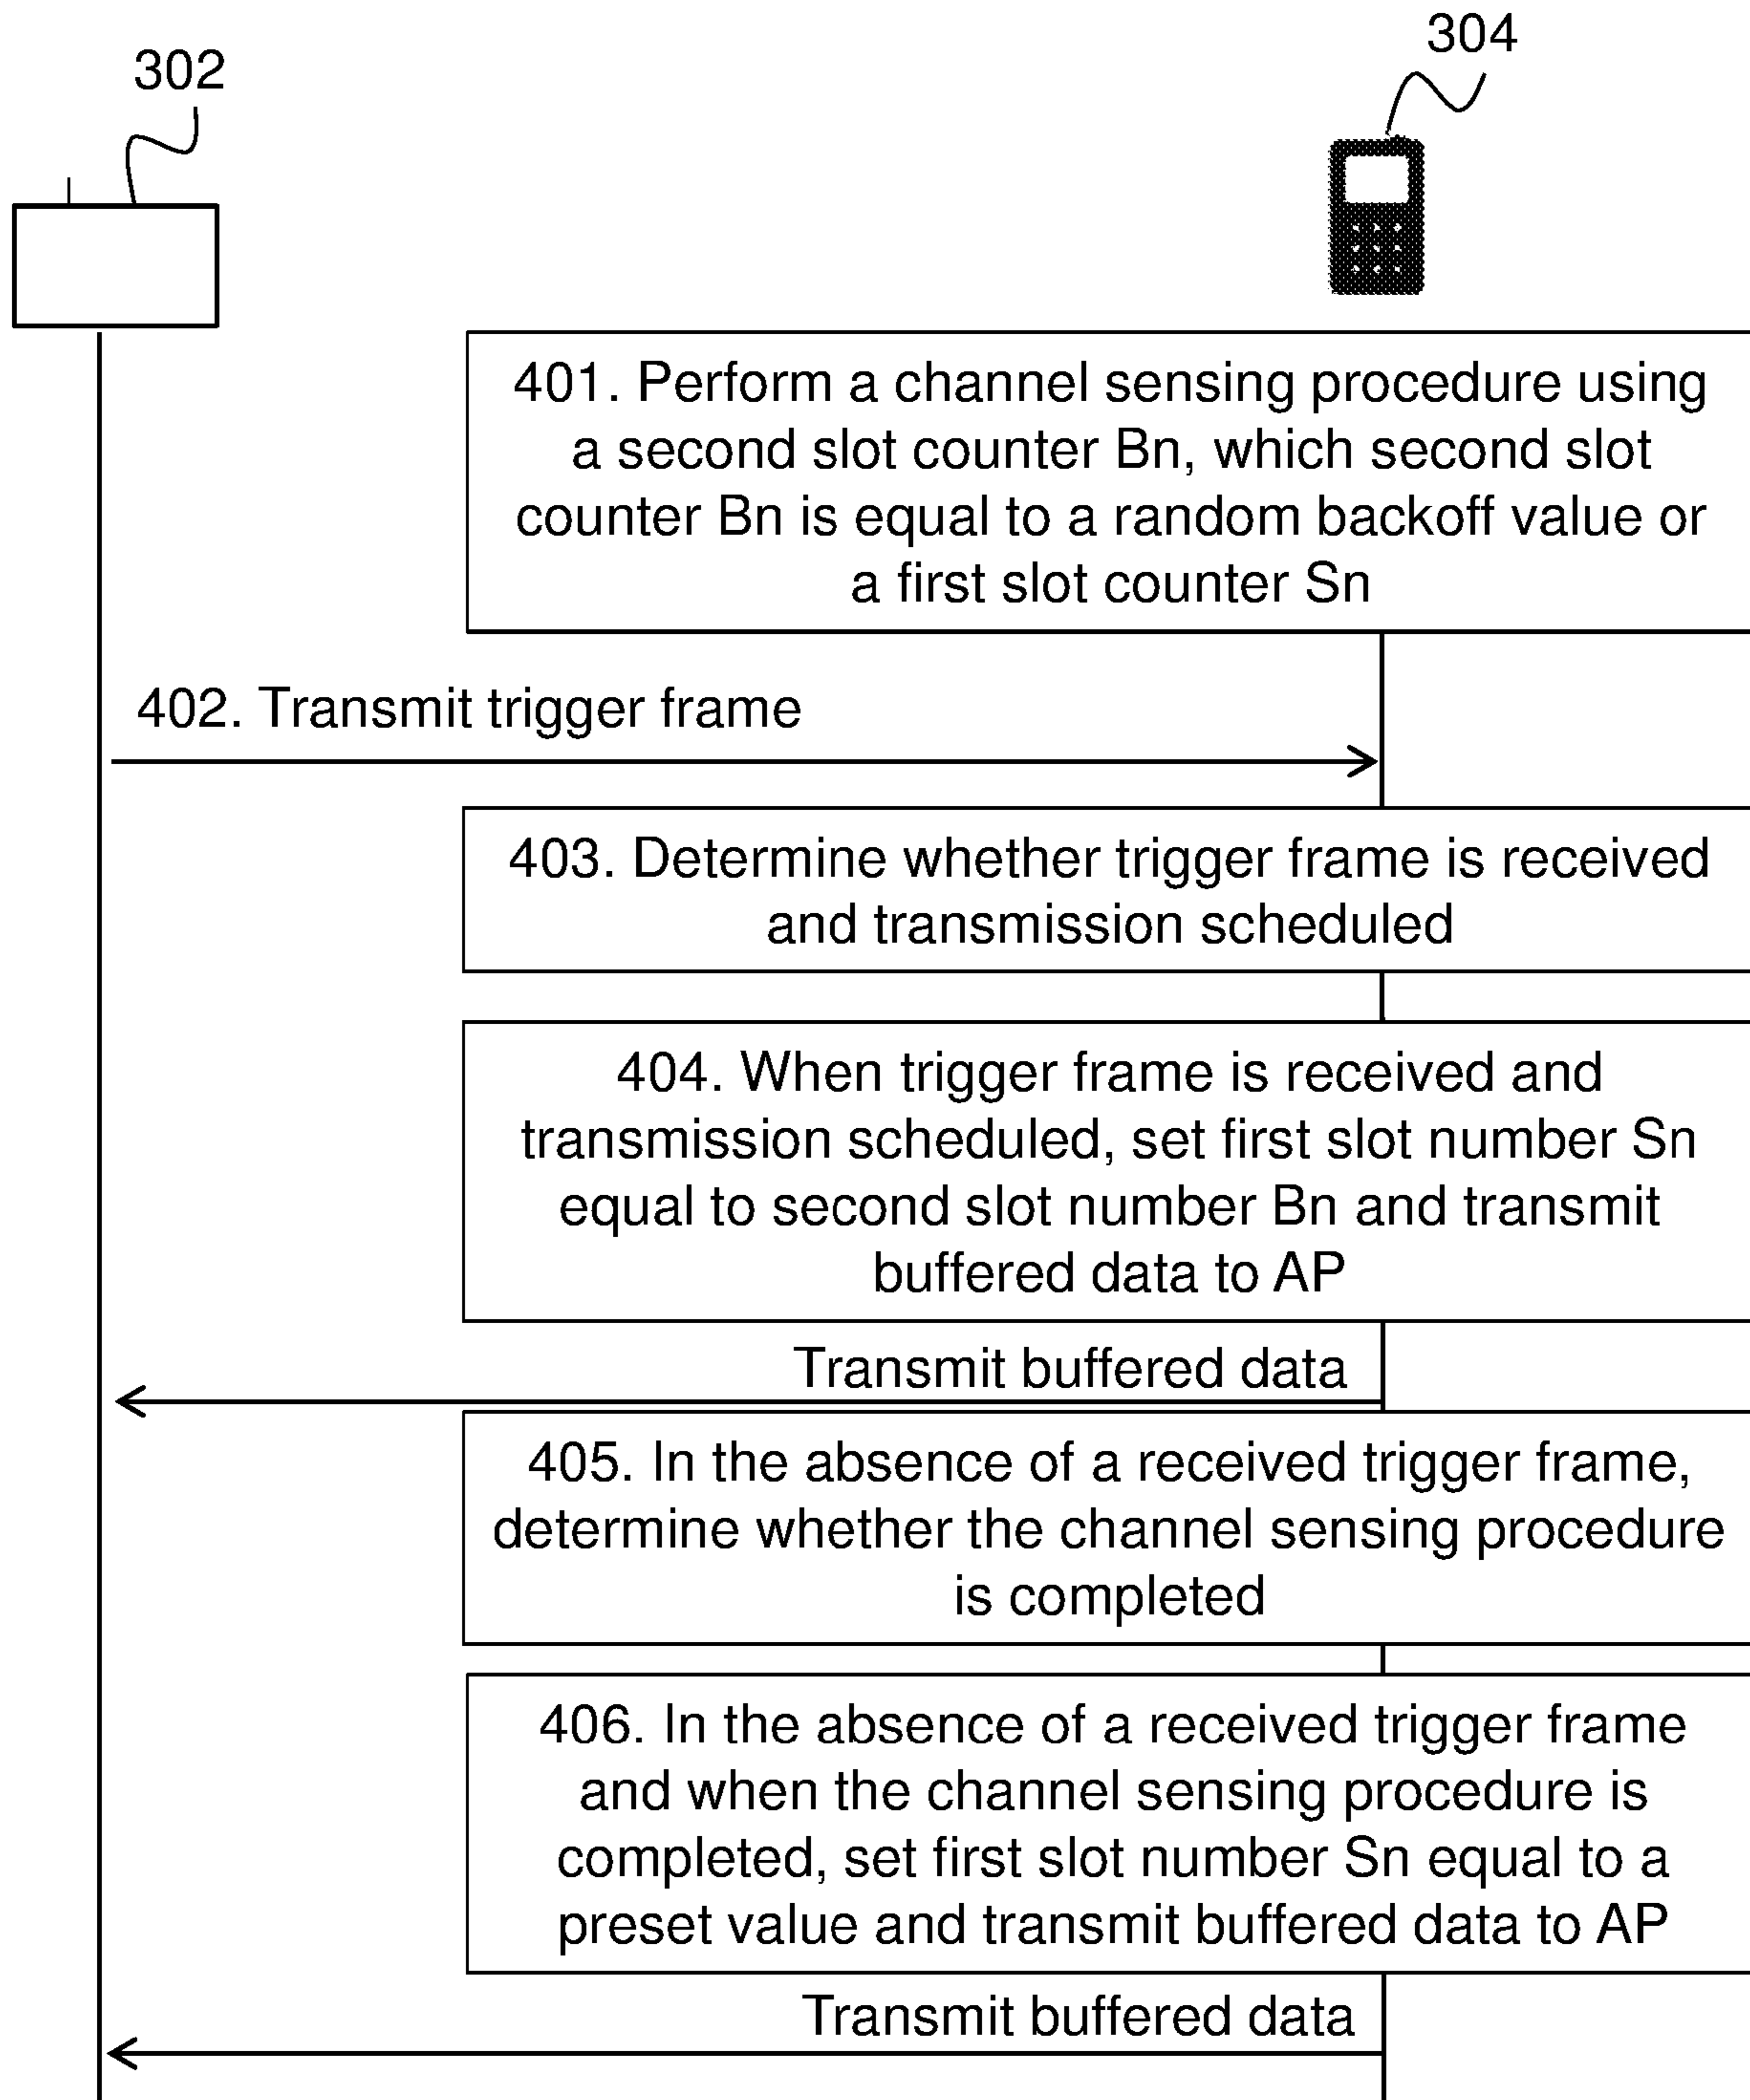 302
304
401. Perform a channel sensing procedure using
a second slot counter Bn, which second slot
counter Bn is equal to a random backoff value or
a first slot counter Sn
402. Transmit trigger frame
403. Determine whether trigger frame is received
and transmission scheduled
404. When trigger frame is received and
transmission scheduled, set first slot number Sn
equal to second slot number Bn and transmit
buffered data to AP
Transmit buffered data
405. In the absence of a received trigger frame,
determine whether the channel sensing procedure
is completed
406. In the absence of a received trigger frame
and when the channel sensing procedure is
completed, set first slot number Sn equal to a
preset value and transmit buffered data to AP
Transmit buffered data